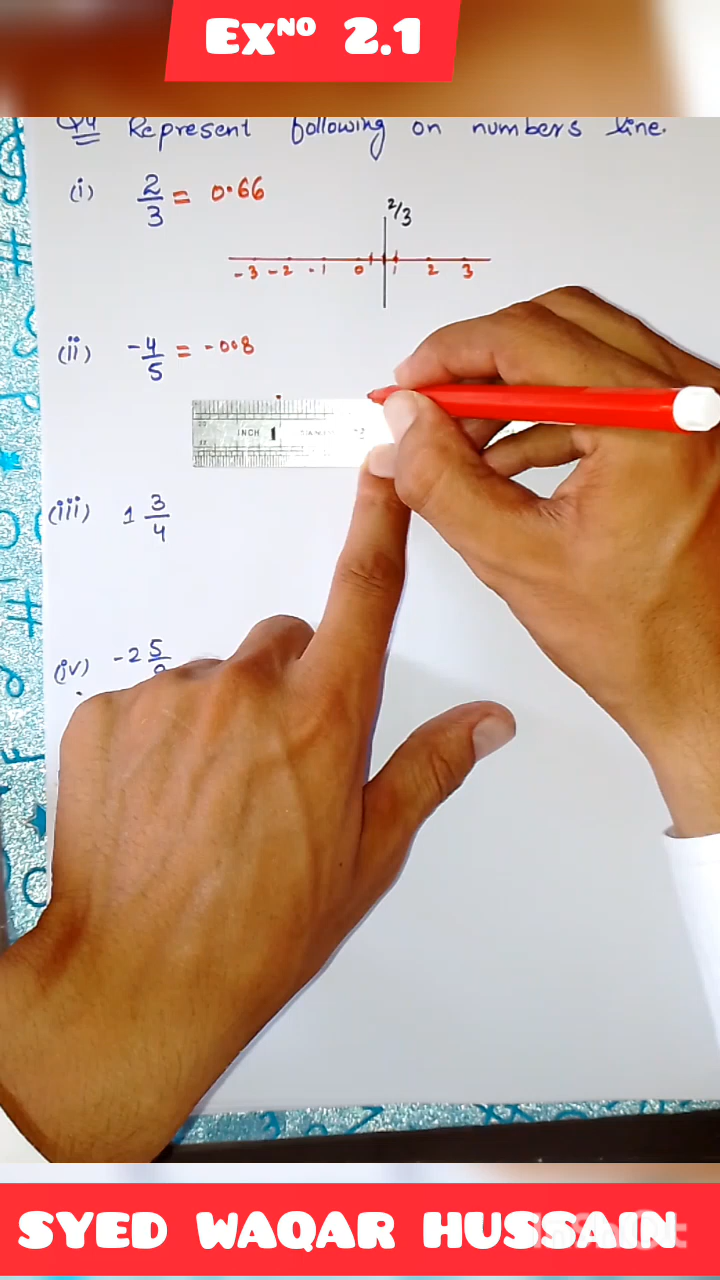 Exᴺᴼ 2.1
Q4 Represent following on numbers line.
(i) 2/3 = 0.66
2/3
-3 -2 -1 0 1 2 3
(ii) -4/5 = -0.8
INCH 1
(iii) 1 3/4
(iv) -2 5
SYED WAQAR HUSSAIN